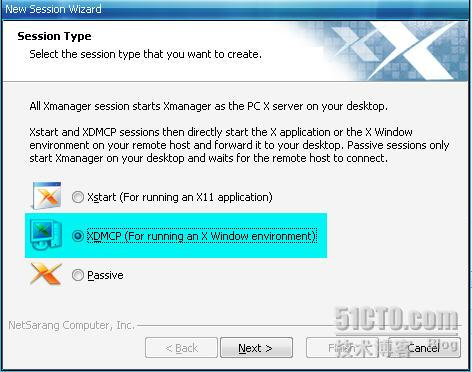 New Session Wizard
Session Type
Select the session type that you want to create.
All Xmanager session starts Xmanager as the PC X server on your desktop.
Xstart and XDMCP sessions then directly start the X application or the X Window
environment on your remote host and forward it to your desktop. Passive sessions only
start Xmanager on your desktop and waits for the remote host to connect.
Xstart (For running an X11 application)
XDMCP (For running an X Window environment)
Passive
NetSarang Computer, Inc.
51CTO.com
技术博客 Blog
< Back
Next >
Finish
Cancel